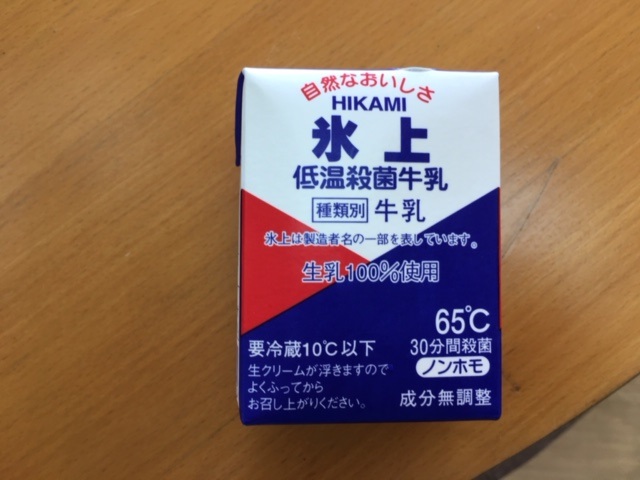 自然なおいしさ
HIKAMI
氷上
低温殺菌牛乳
種類別 牛乳
氷上は製造者名の一部を表しています。
生乳100%使用
65℃
30分間殺菌
ノンホモ
成分無調整
要冷蔵10℃以下
生クリームが浮きますので
よくふってから
お召し上がりください。